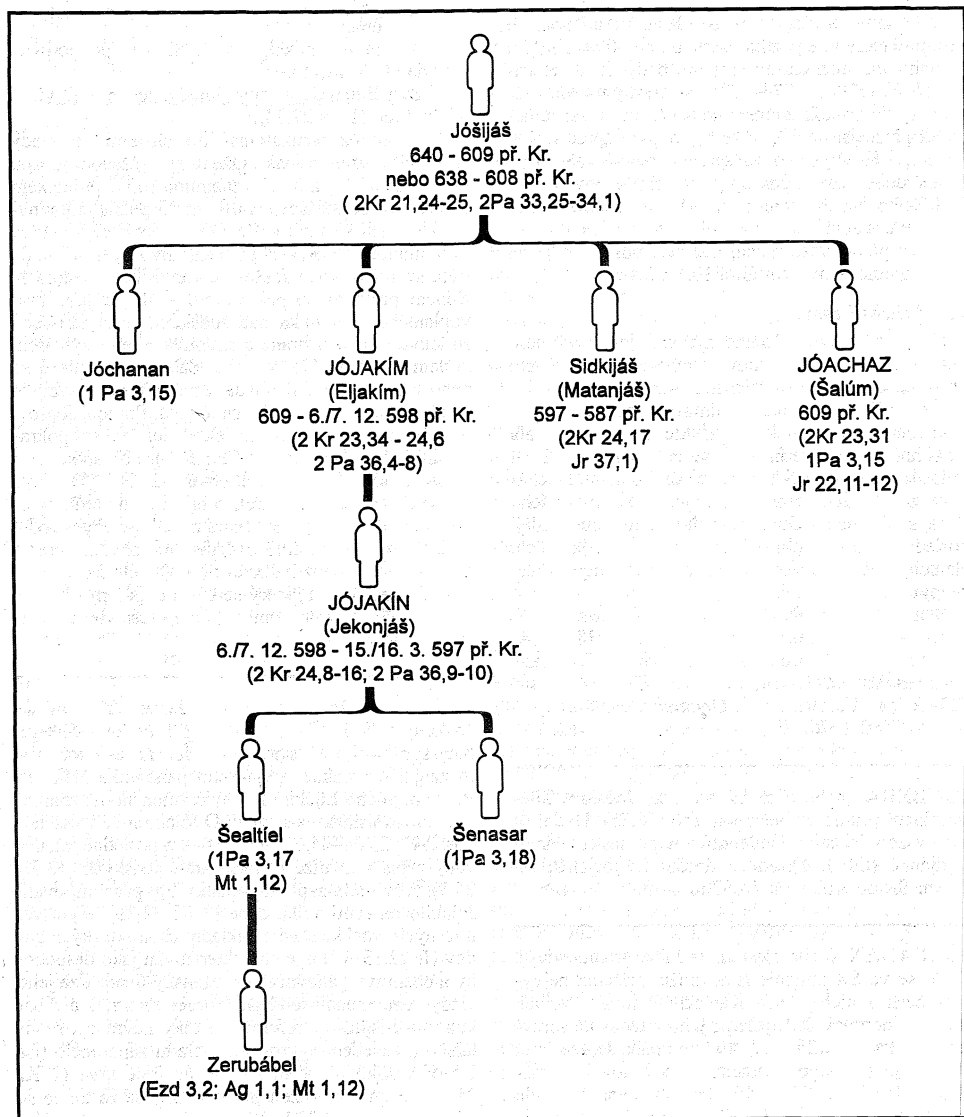 Jóšijáš
640 - 609 př. Kr.
nebo 638 - 608 př. Kr.
( 2Kr 21,24-25, 2Pa 33,25-34,1)
Jóchanan
(1 Pa 3,15)
JÓJAKÍM
(Eljakím)
609 - 6./7. 12. 598 př. Kr.
(2 Kr 23,34 - 24,6
2 Pa 36,4-8)
Sidkijáš
(Matanjáš)
597 - 587 př. Kr.
(2Kr 24,17
Jr 37,1)
JÓACHAZ
(Šalúm)
609 př. Kr.
(2Kr 23,31
1Pa 3,15
Jr 22,11-12)
JÓJAKÍN
(Jekonjáš)
6./7. 12. 598 - 15./16. 3. 597 př. Kr.
(2 Kr 24,8-16; 2 Pa 36,9-10)
Šealtíel
(1Pa 3,17
Mt 1,12)
Šenasar
(1Pa 3,18)
Zerubábel
(Ezd 3,2; Ag 1,1; Mt 1,12)